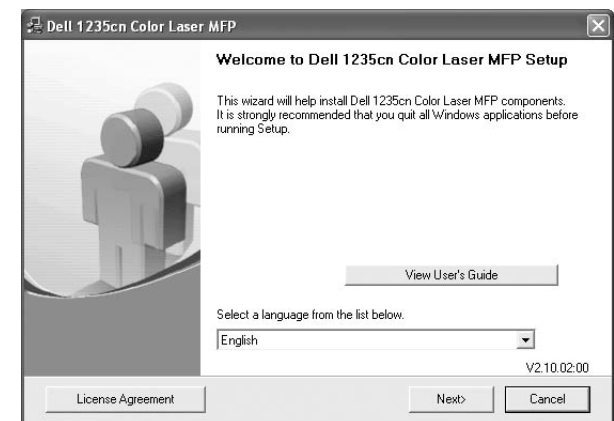 Dell 1235cn Color Laser MFP
Welcome to Dell 1235cn Color Laser MFP Setup
This wizard will help install Dell 1235cn Color Laser MFP components.
It is strongly recommended that you quit all Windows applications before
running Setup.
View User's Guide
Select a language from the list below.
English
V2.10.02:00
License Agreement
Next>
Cancel